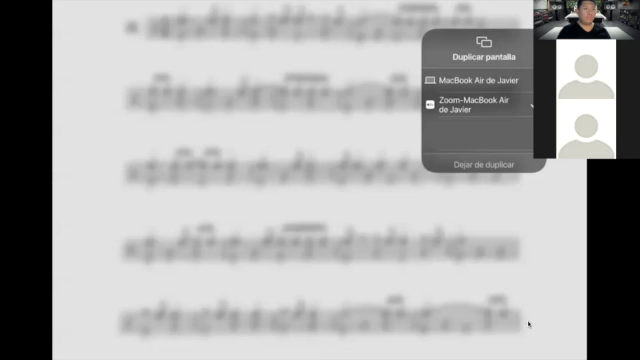 Duplicar pantalla
MacBook Air de Javier
Zoom-MacBook Air
de Javier
Dejar de duplicar